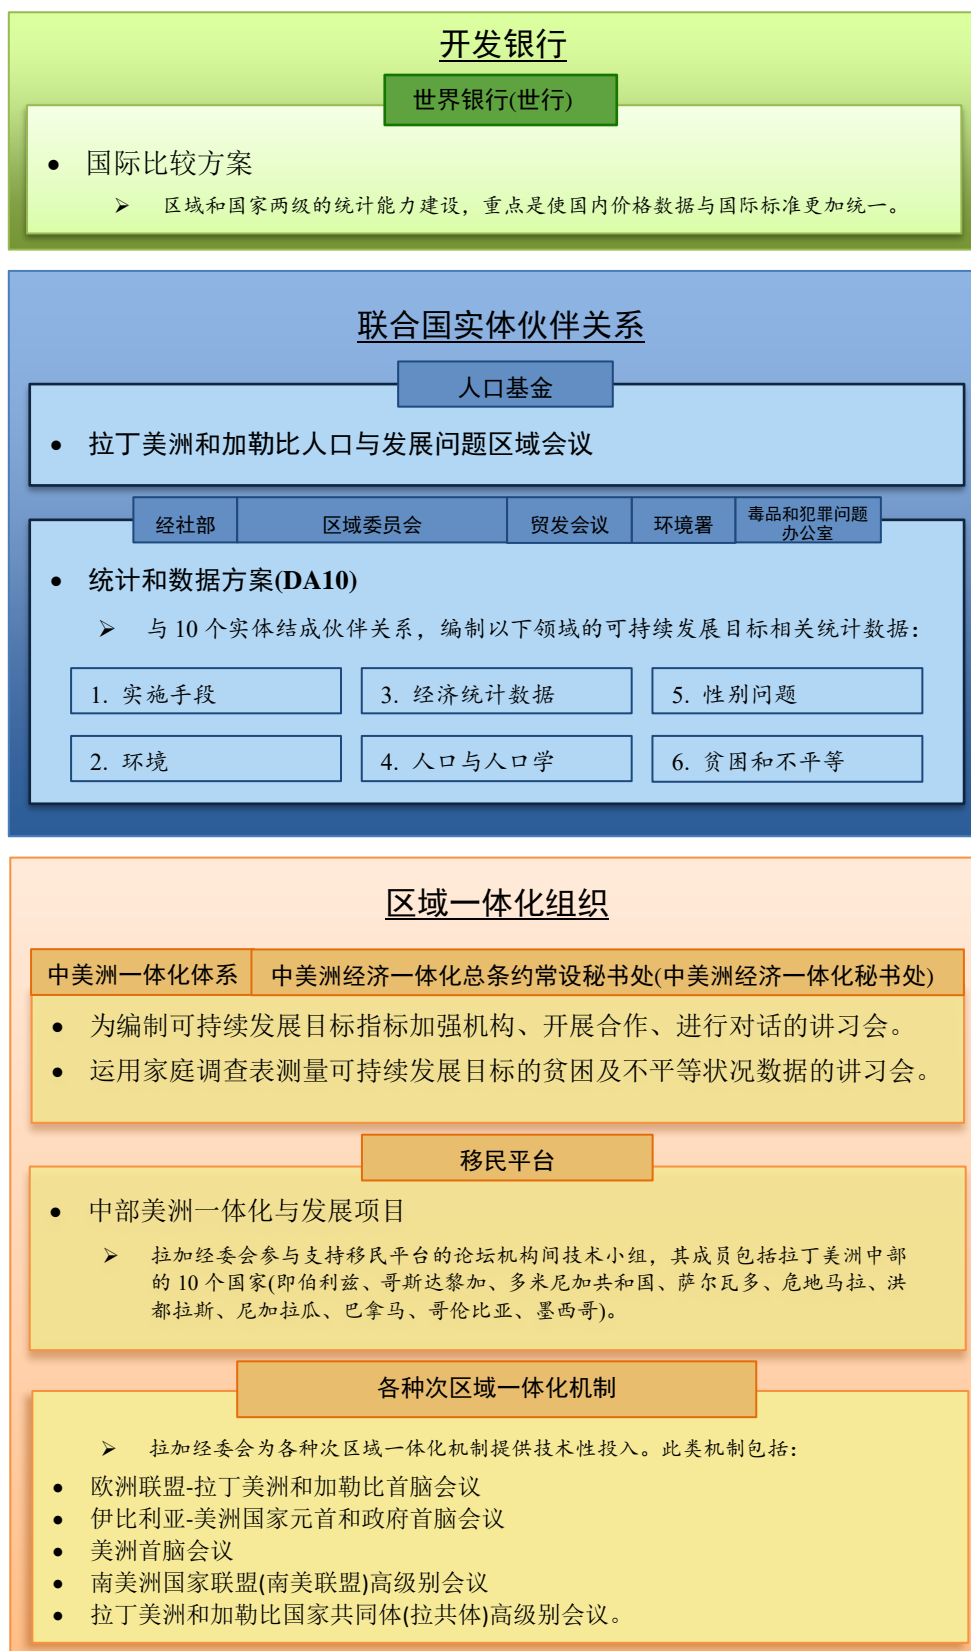 开发银行
世界银行(世行)
• 国际比较方案
➢ 区域和国家两级的统计能力建设，重点是使国内价格数据与国际标准更加统一。
联合国实体伙伴关系
人口基金
• 拉丁美洲和加勒比人口与发展问题区域会议
经社部 区域委员会 贸发会议 环境署 毒品和犯罪问题
办公室
• 统计和数据方案(DA10)
➢ 与 10 个实体结成伙伴关系，编制以下领域的可持续发展目标相关统计数据：
1. 实施手段 3. 经济统计数据 5. 性别问题
2. 环境 4. 人口与人口学 6. 贫困和不平等
区域一体化组织
中美洲一体化体系 中美洲经济一体化总条约常设秘书处(中美洲经济一体化秘书处)
• 为编制可持续发展目标指标加强机构、开展合作、进行对话的讲习会。
• 运用家庭调查表测量可持续发展目标的贫困及不平等状况数据的讲习会。
移民平台
• 中部美洲一体化与发展项目
➢ 拉加经委会参与支持移民平台的论坛机构间技术小组，其成员包括拉丁美洲中部
的 10 个国家(即伯利兹、哥斯达黎加、多米尼加共和国、萨尔瓦多、危地马拉、洪
都拉斯、尼加拉瓜、巴拿马、哥伦比亚、墨西哥)。
各种次区域一体化机制
➢ 拉加经委会为各种次区域一体化机制提供技术性投入。此类机制包括：
• 欧洲联盟-拉丁美洲和加勒比首脑会议
• 伊比利亚-美洲国家元首和政府首脑会议
• 美洲首脑会议
• 南美洲国家联盟(南美联盟)高级别会议
• 拉丁美洲和加勒比国家共同体(拉共体)高级别会议。